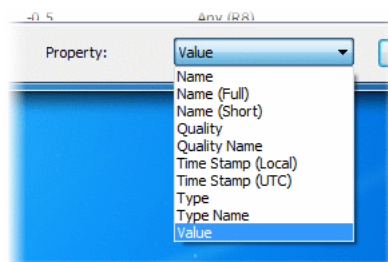 -0.5 Any (R8)
Property: Value
Name
Name (Full)
Name (Short)
Quality
Quality Name
Time Stamp (Local)
Time Stamp (UTC)
Type
Type Name
Value